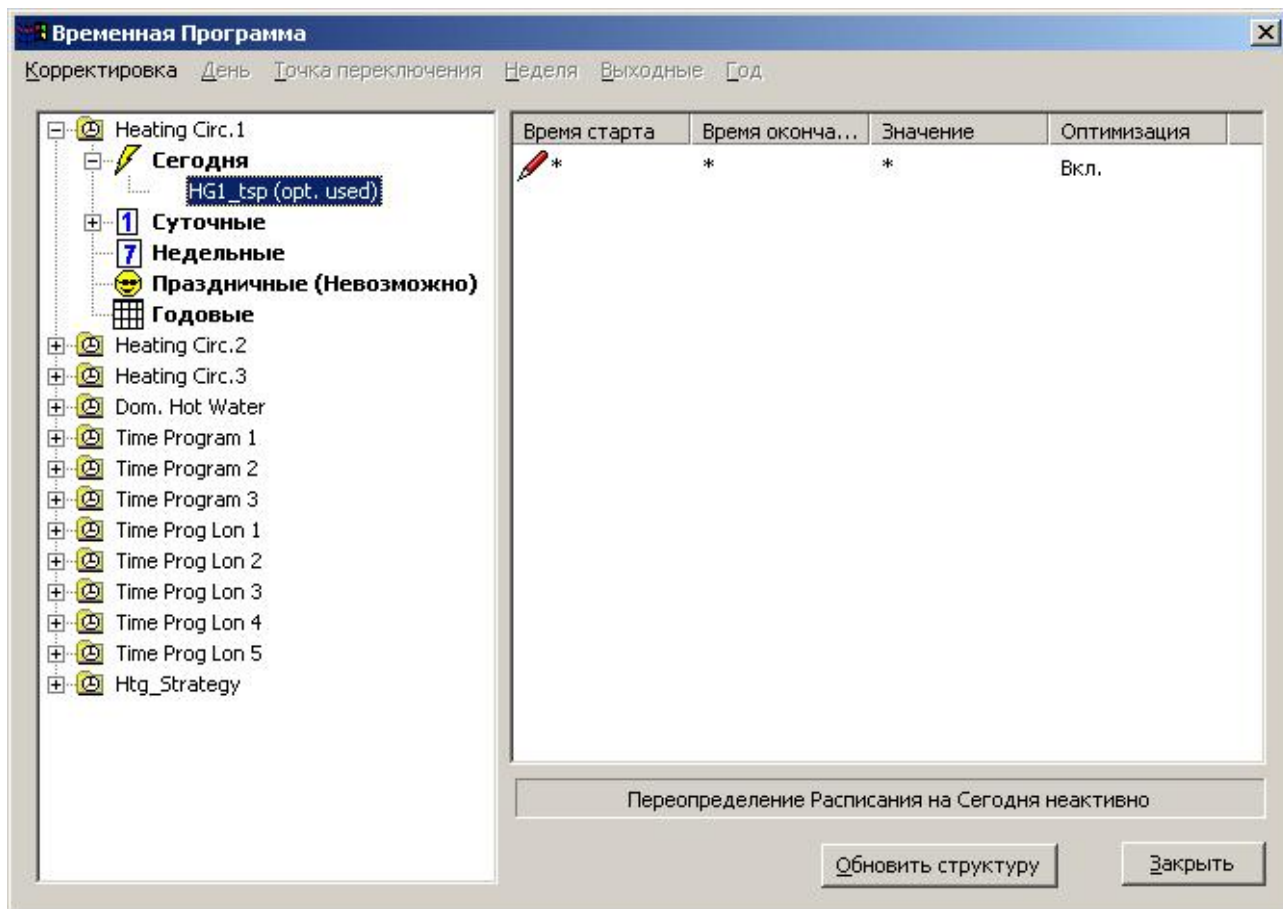 Временная Программа
Корректировка День Точка переключения Неделя Выходные Год
Heating Circ.1
Сегодня
HG1_tsp (opt. used)
1 Суточные
7 Недельные
Праздничные (Невозможно)
Годовые
Heating Circ.2
Heating Circ.3
Dom. Hot Water
Time Program 1
Time Program 2
Time Program 3
Time Prog Lon 1
Time Prog Lon 2
Time Prog Lon 3
Time Prog Lon 4
Time Prog Lon 5
Htg_Strategy
Время старта Время оконча... Значение Оптимизация
* * * Вкл.
Переопределение Расписания на Сегодня неактивно
Обновить структуру Закрыть